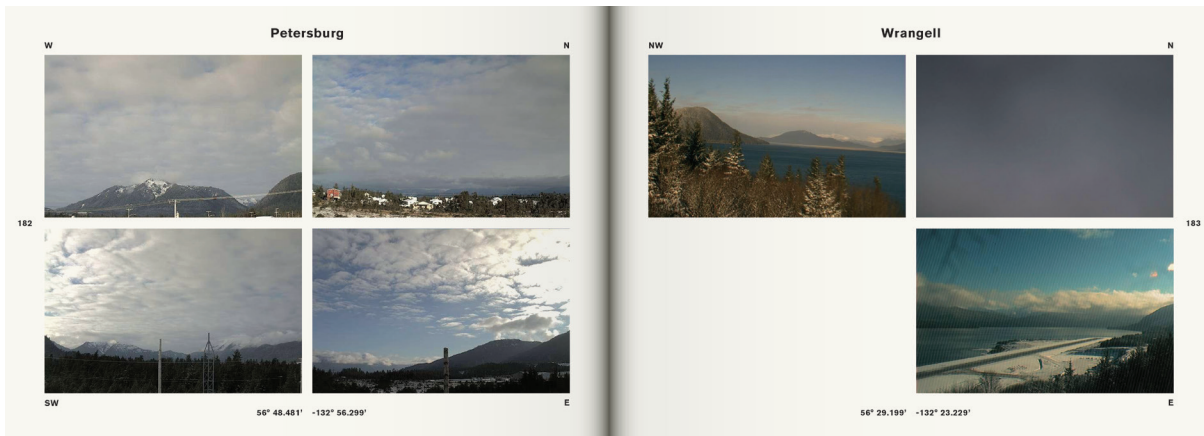 Petersburg
W N
182
SW E
56° 48.481' -132° 56.299'
Wrangell
NW N
183
E
56° 29.199' -132° 23.229'